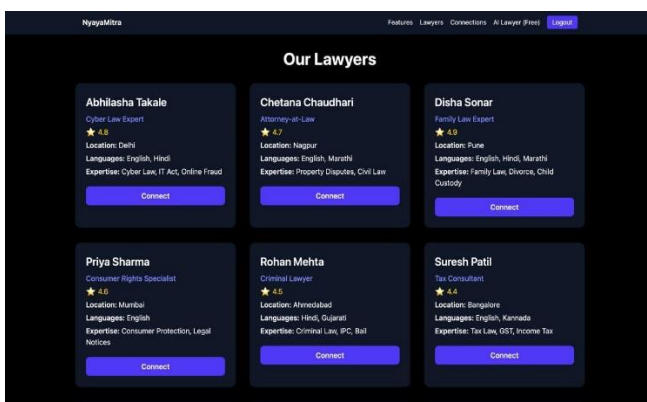 NyayaMitra
Features Lawyers Connections AI Lawyer (Free) Logout
Our Lawyers
Abhilasha Takale
Cyber Law Expert
⭐ 4.8
Location: Delhi
Languages: English, Hindi
Expertise: Cyber Law, IT Act, Online Fraud
Connect
Chetana Chaudhari
Attorney-at-Law
⭐ 4.7
Location: Nagpur
Languages: English, Marathi
Expertise: Property Disputes, Civil Law
Connect
Disha Sonar
Family Law Expert
⭐ 4.9
Location: Pune
Languages: English, Hindi, Marathi
Expertise: Family Law, Divorce, Child
Custody
Connect
Priya Sharma
Consumer Rights Specialist
⭐ 4.6
Location: Mumbai
Languages: English
Expertise: Consumer Protection, Legal
Notices
Connect
Rohan Mehta
Criminal Lawyer
⭐ 4.5
Location: Ahmedabad
Languages: Hindi, Gujarati
Expertise: Criminal Law, IPC, Bail
Connect
Suresh Patil
Tax Consultant
⭐ 4.4
Location: Bangalore
Languages: English, Kannada
Expertise: Tax Law, GST, Income Tax
Connect